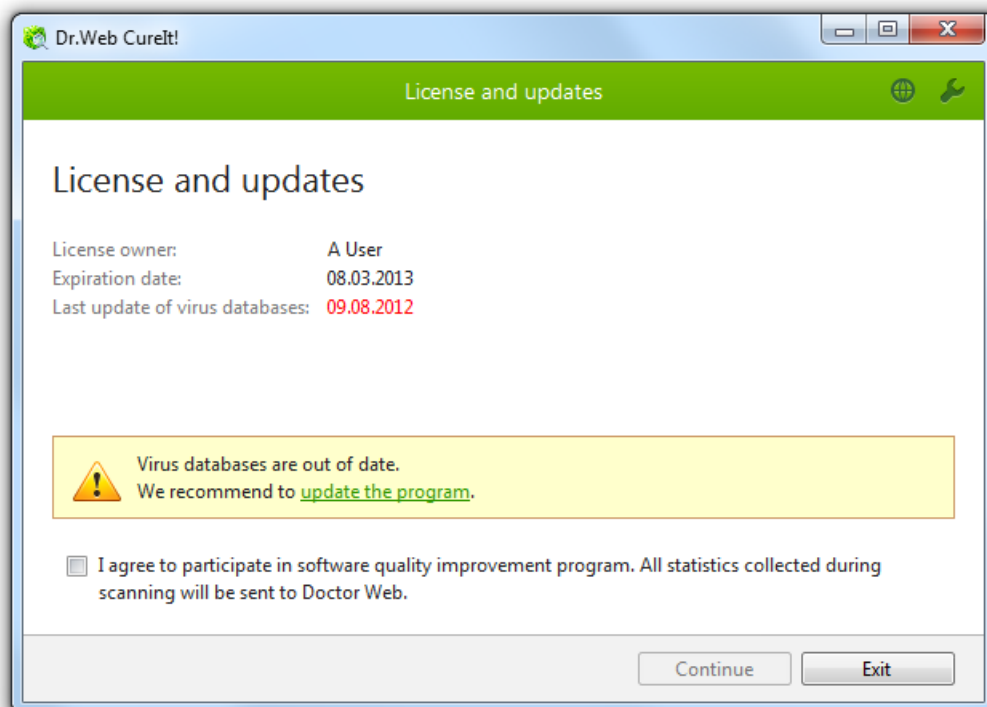 Dr.Web CureIt!
License and updates
License and updates
License owner: A User
Expiration date: 08.03.2013
Last update of virus databases: 09.08.2012
Virus databases are out of date.
We recommend to update the program.
I agree to participate in software quality improvement program. All statistics collected during
scanning will be sent to Doctor Web.
Continue Exit